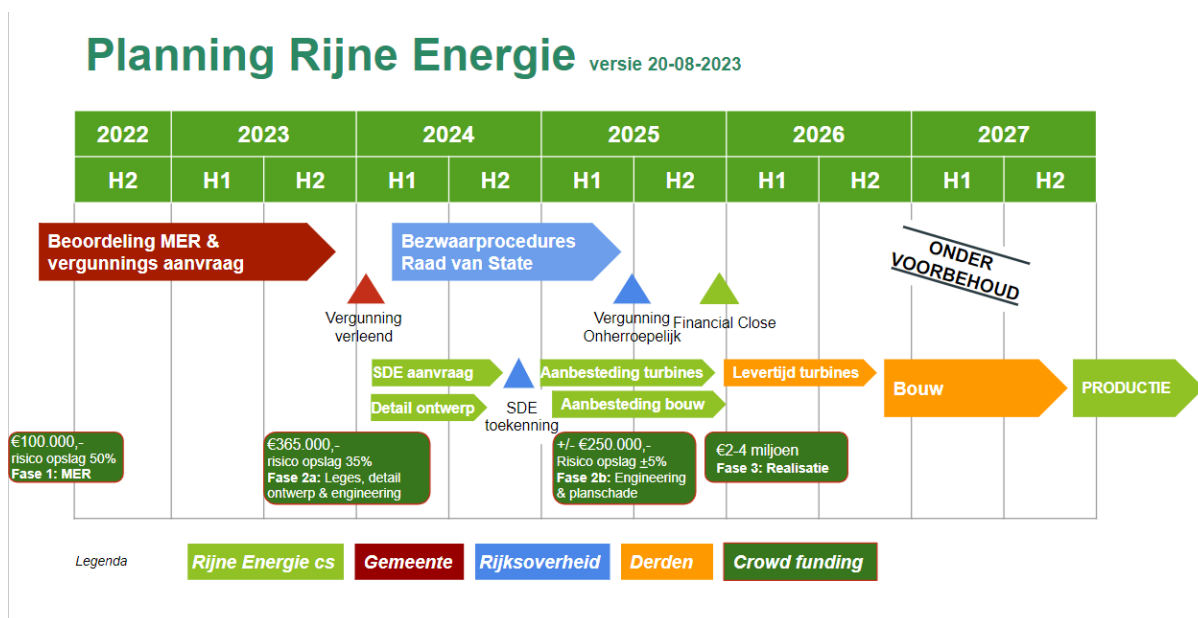 Planning Rijne Energie versie 20-08-2023
2022 2023 2024 2025 2026 2027
H2 H1 H2 H1 H2 H1 H2 H1 H2 H1 H2
Beoordeling MER &
vergunnings aanvraag
Bezwaarprocedures
Raad van State
ONDER
VOORBEHOUD
Vergunning
verleend
Vergunning
Onherroepelijk
Financial Close
SDE aanvraag
Detail ontwerp
SDE
toekenning
Aanbesteding turbines
Aanbesteding bouw
Levertijd turbines
Bouw
PRODUCTIE
€100.000,-
risico opslag 50%
Fase 1: MER
€365.000,-
risico opslag 35%
Fase 2a: Leges, detail
ontwerp & engineering
+/- €250.000,-
Risico opslag ±5%
Fase 2b: Engineering
& planschade
€2-4 miljoen
Fase 3: Realisatie
Legenda
Rijne Energie cs
Gemeente
Rijksoverheid
Derden
Crowd funding